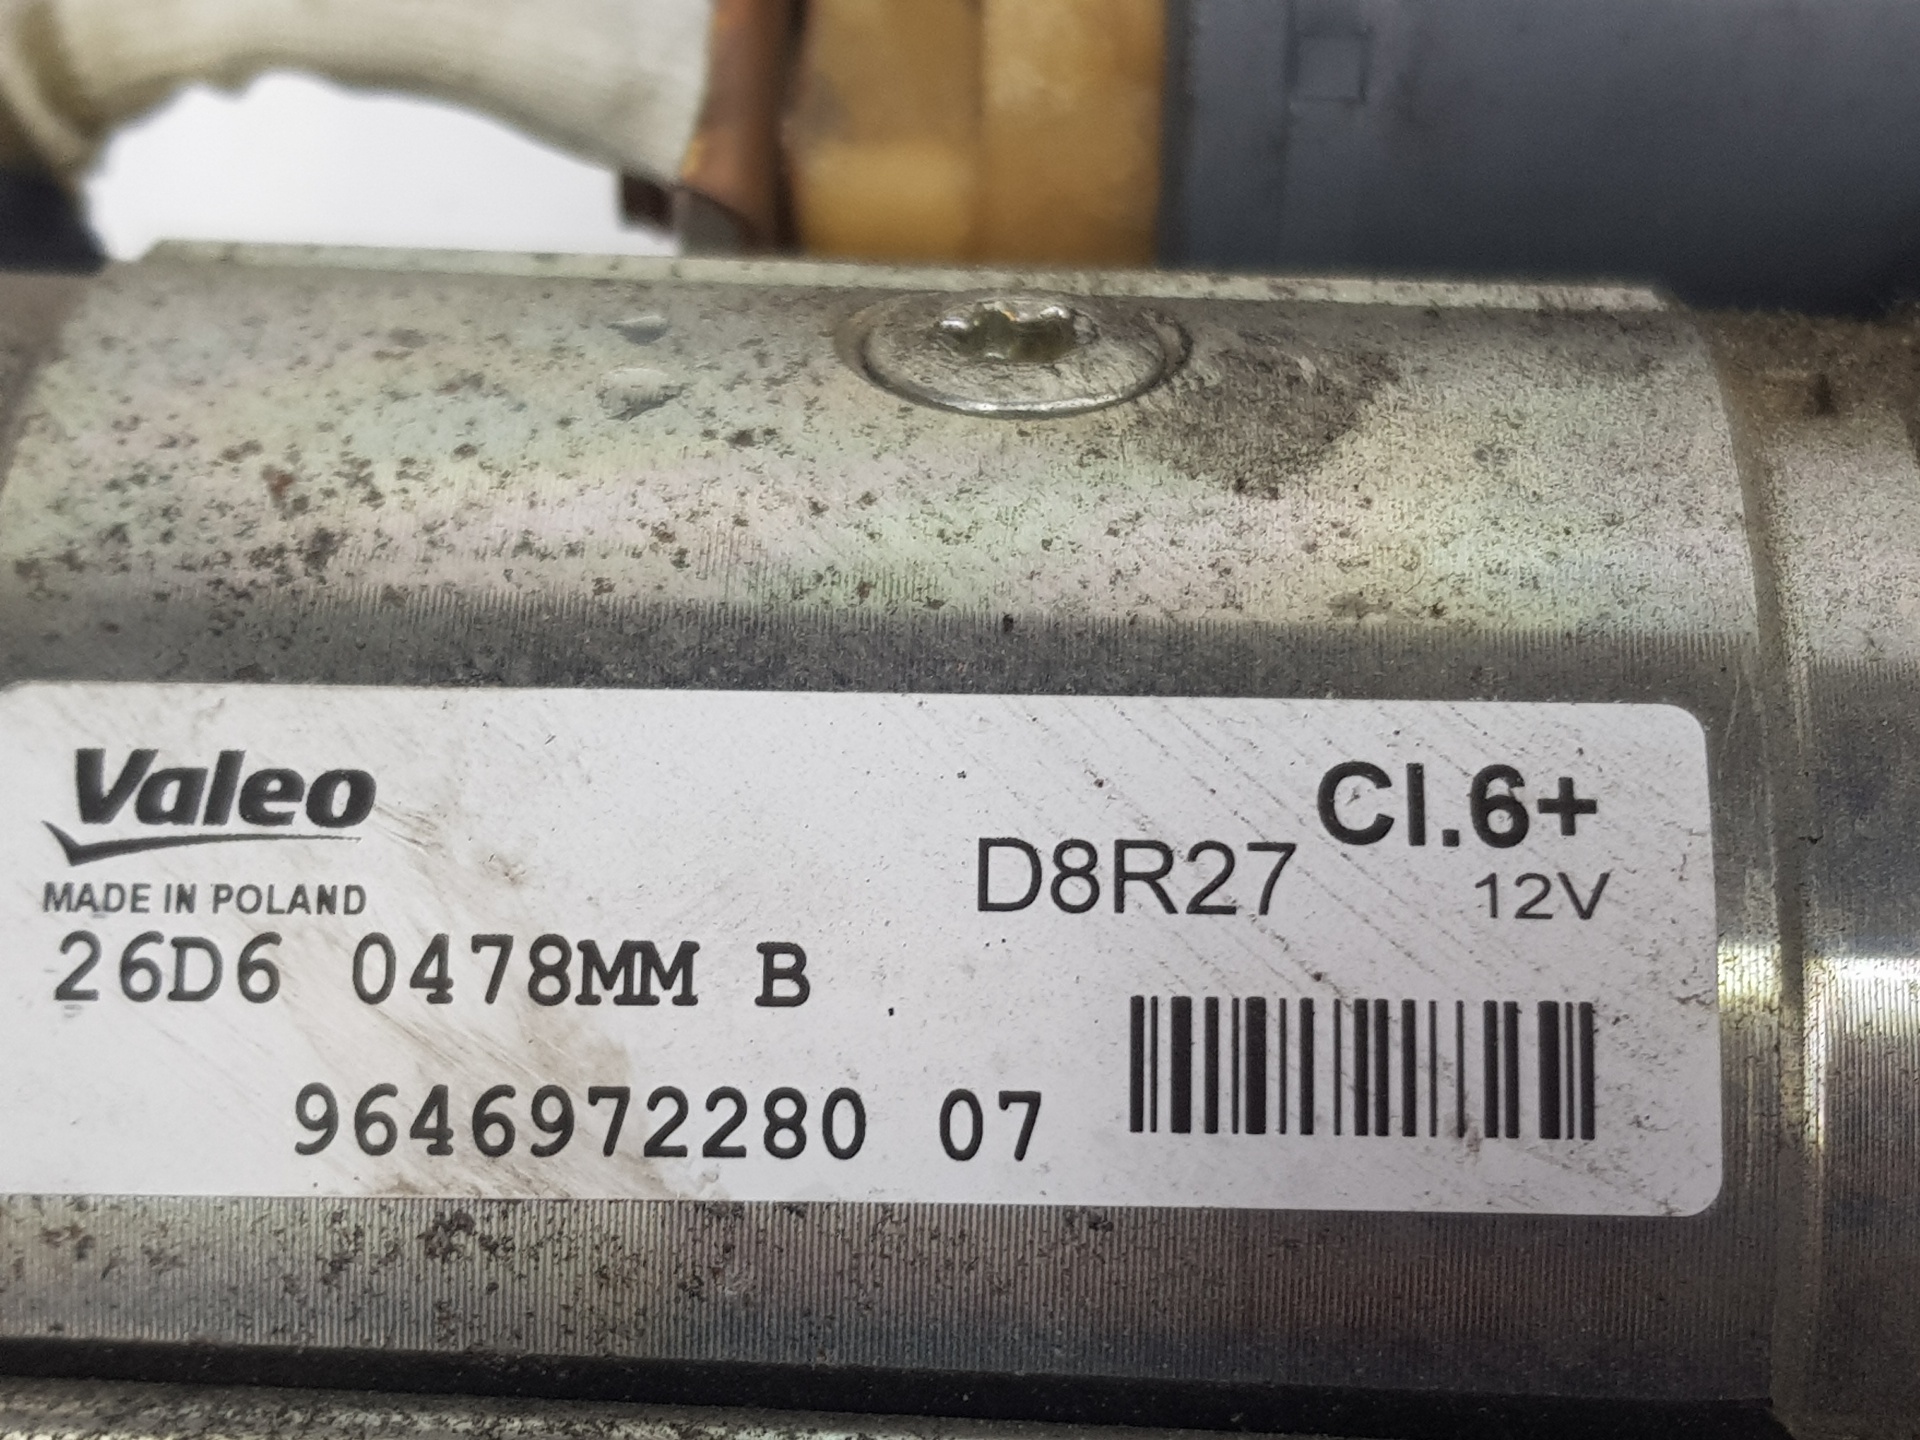 Valeo
MADE IN POLAND
D8R27
Cl.6+
12V
26D6 0478MM B
9646972280 07